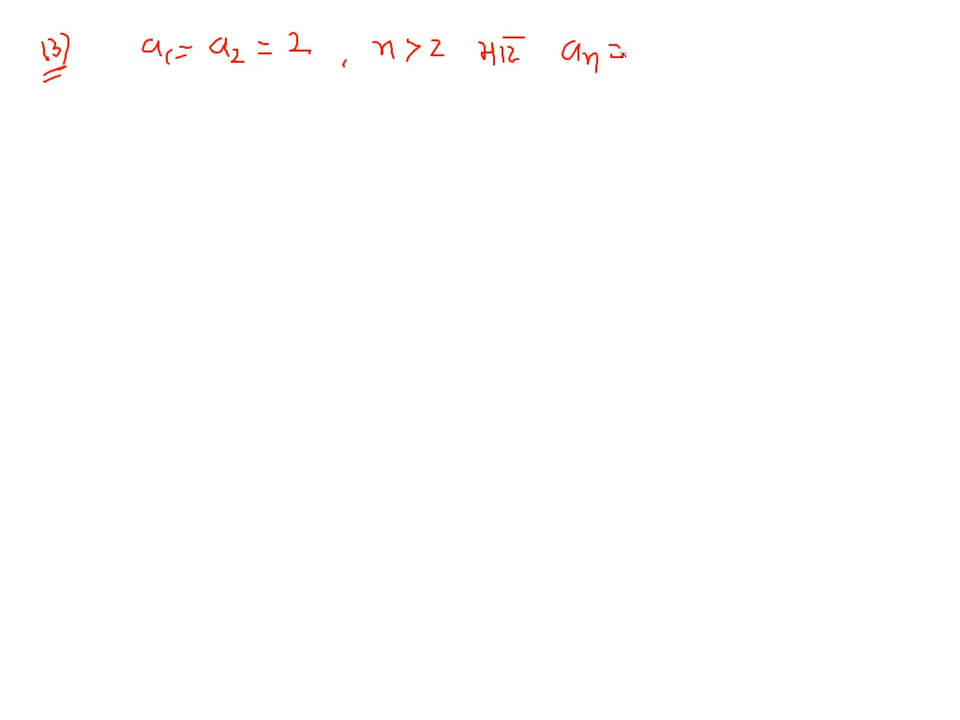 13) a₁ = a₂ = 2 , n > 2 માટે aₙ =